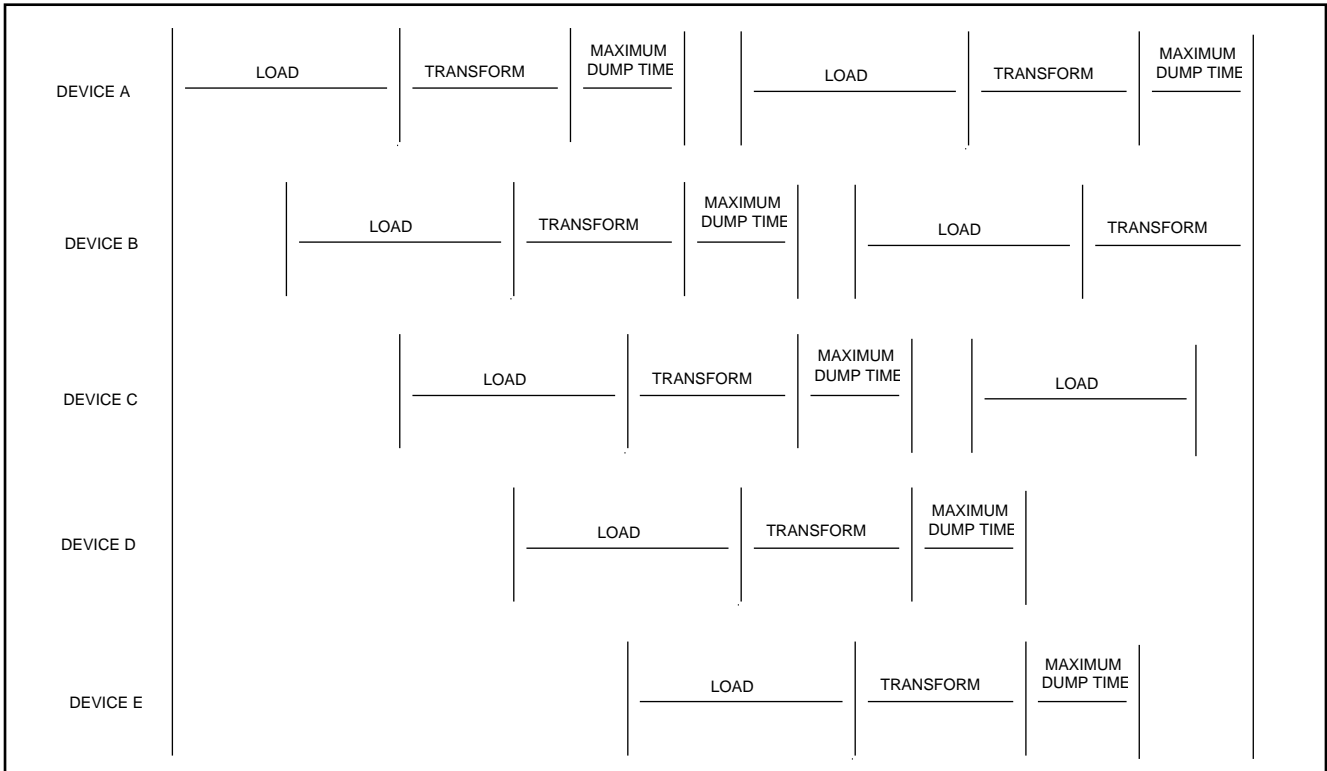 MAXIMUM
DUMP TIME
LOAD
TRANSFORM
DEVICE A
LOAD
TRANSFORM
MAXIMUM
DUMP TIME
DEVICE B
LOAD
TRANSFORM
MAXIMUM
DUMP TIME
LOAD
TRANSFORM
DEVICE C
LOAD
TRANSFORM
MAXIMUM
DUMP TIME
LOAD
DEVICE D
LOAD
TRANSFORM
MAXIMUM
DUMP TIME
DEVICE E
LOAD
TRANSFORM
MAXIMUM
DUMP TIME